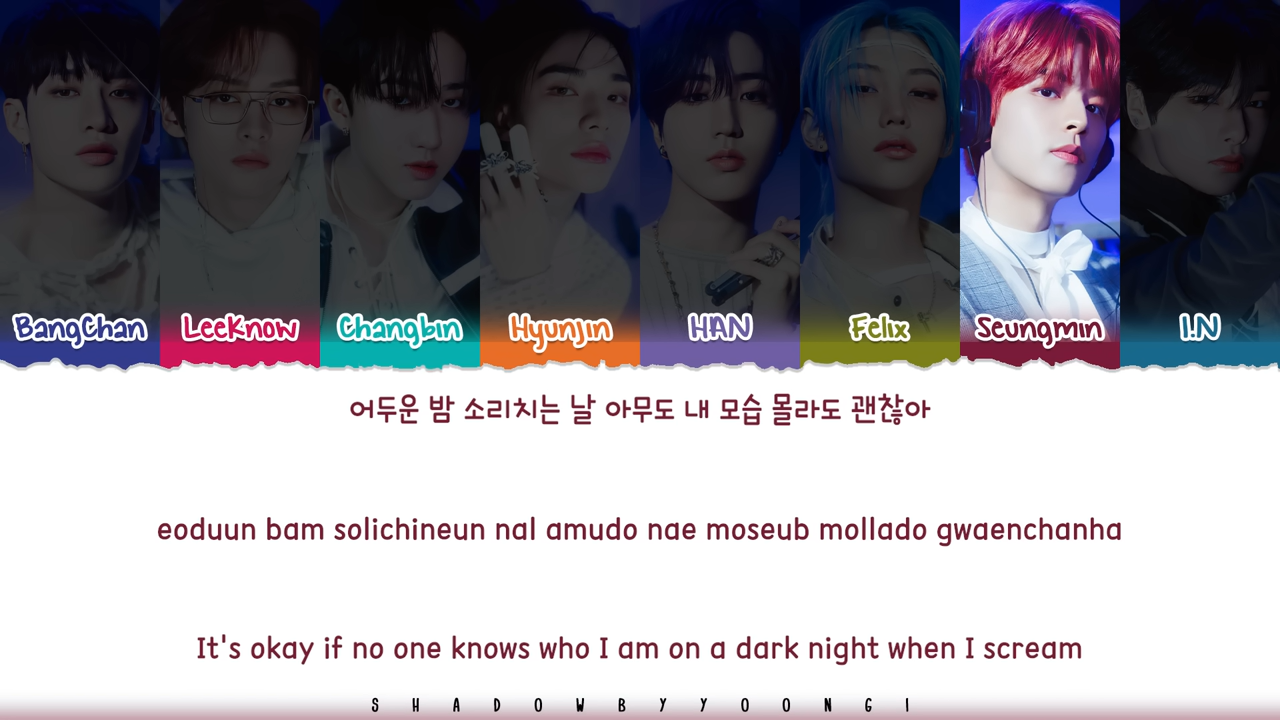 BangChan LeeKnow Changbin Hyunjin HAN Felix Seungmin I.N
어두운 밤 소리치는 날 아무도 내 모습 몰라도 괜찮아
eoduun bam solichineun nal amudo nae moseub mollado gwaenchanha
It's okay if no one knows who I am on a dark night when I scream
SHADOWBYYOONGI